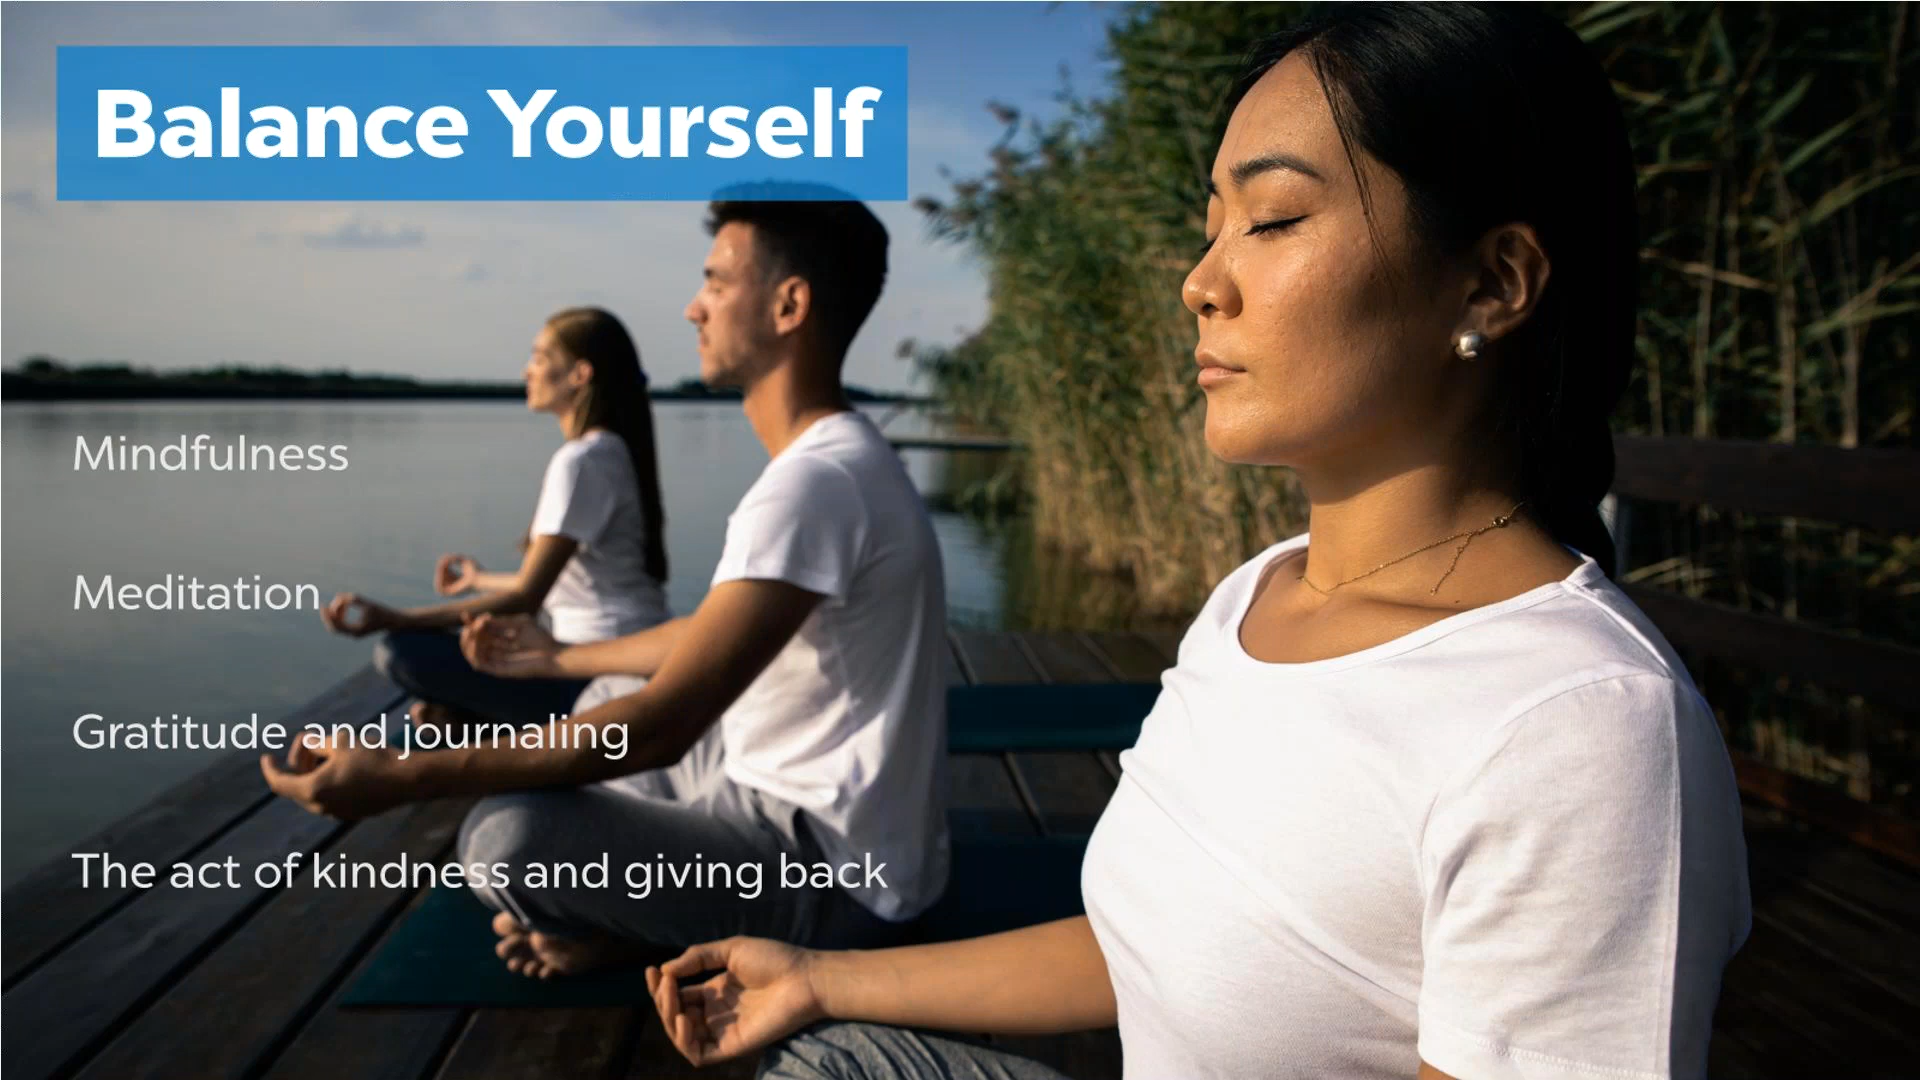 Balance Yourself
Mindfulness
Meditation
Gratitude and journaling
The act of kindness and giving back